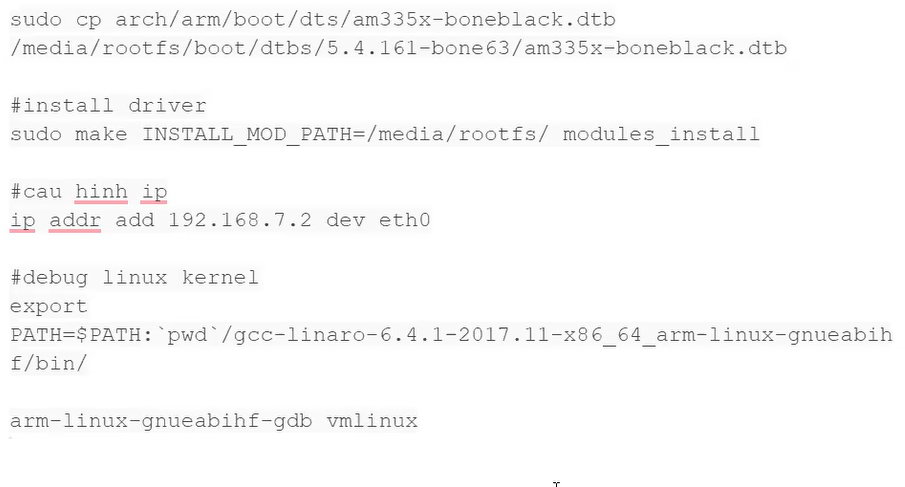 sudo cp arch/arm/boot/dts/am335x-boneblack.dtb
/media/rootfs/boot/dtbs/5.4.161-bone63/am335x-boneblack.dtb
#install driver
sudo make INSTALL_MOD_PATH=/media/rootfs/ modules_install
#cau hinh ip
ip addr add 192.168.7.2 dev eth0
#debug linux kernel
export
PATH=$PATH:`pwd`/gcc-linaro-6.4.1-2017.11-x86_64_arm-linux-gnueabih
f/bin/
arm-linux-gnueabihf-gdb vmlinux